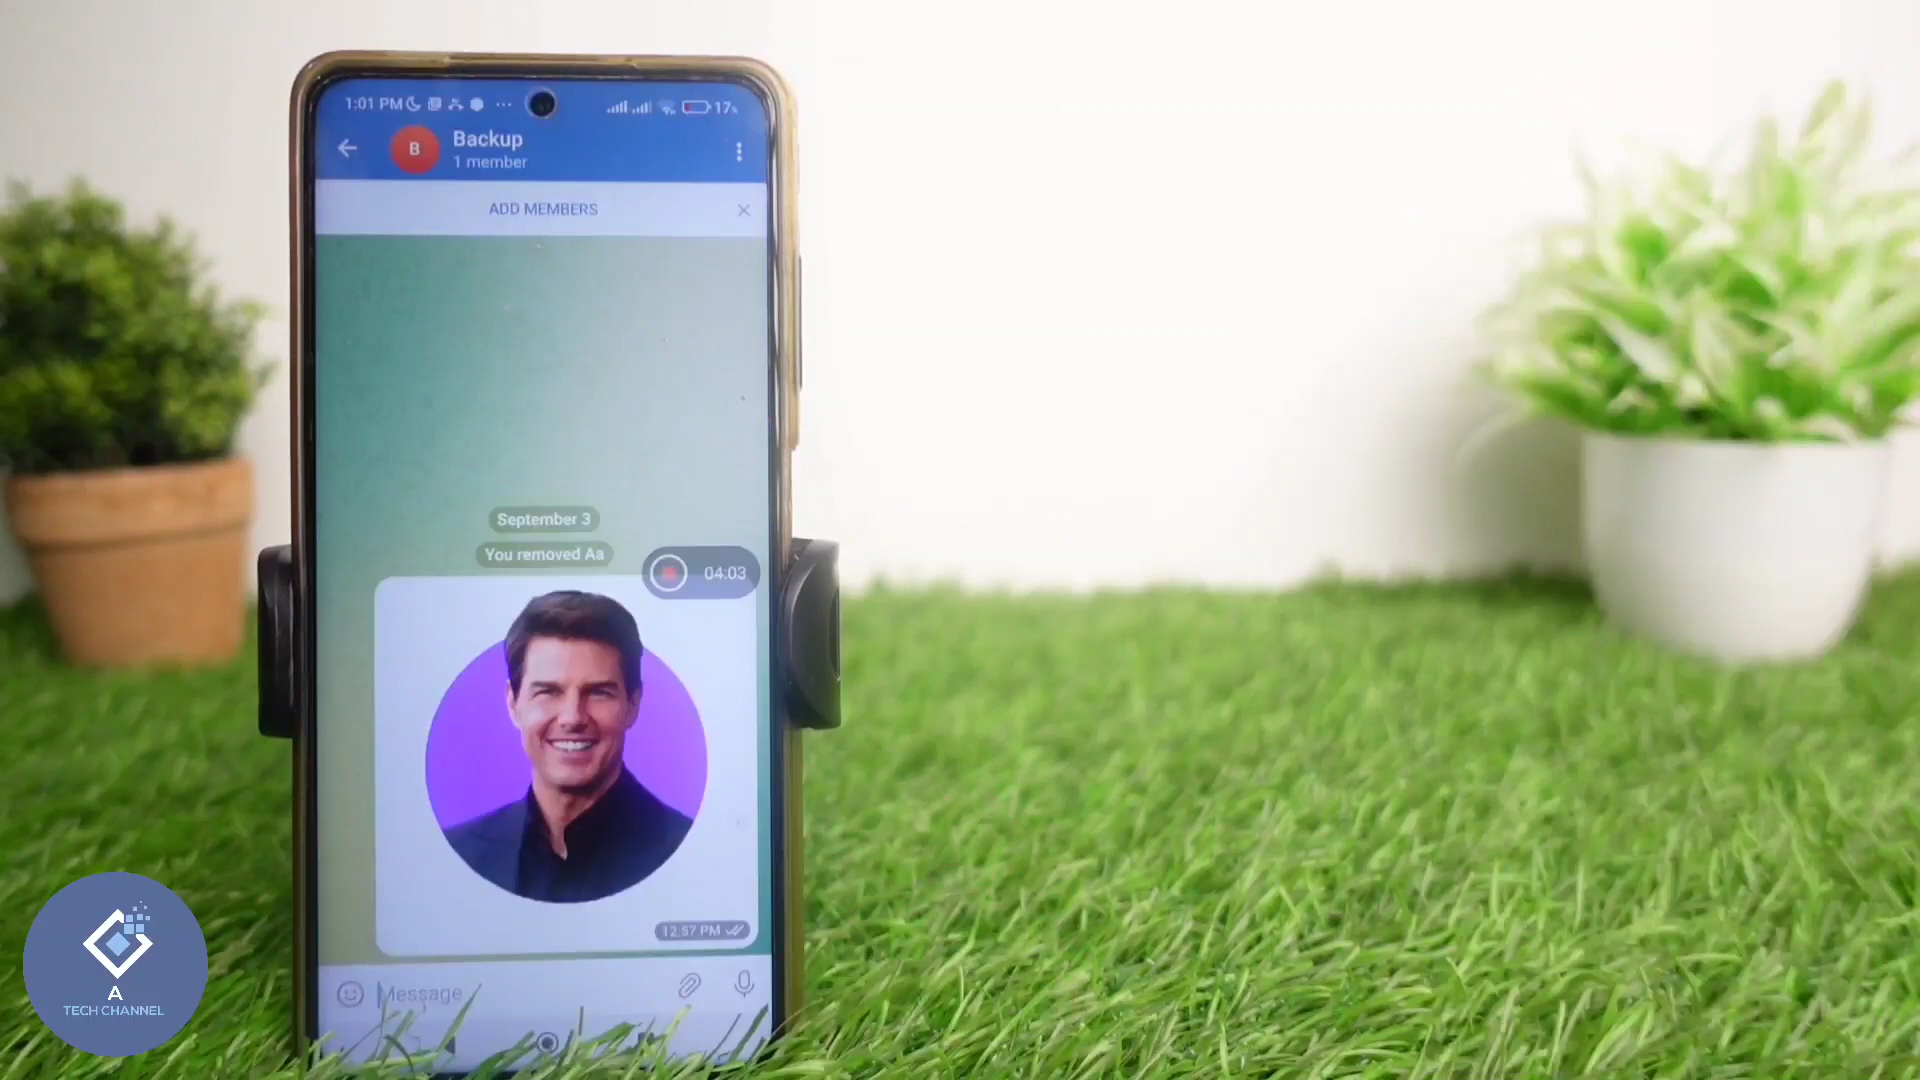 1:01 PM
17%
B
Backup
1 member
ADD MEMBERS
September 3
You removed Aa
04:03
12:57 PM
Message
A
TECH CHANNEL